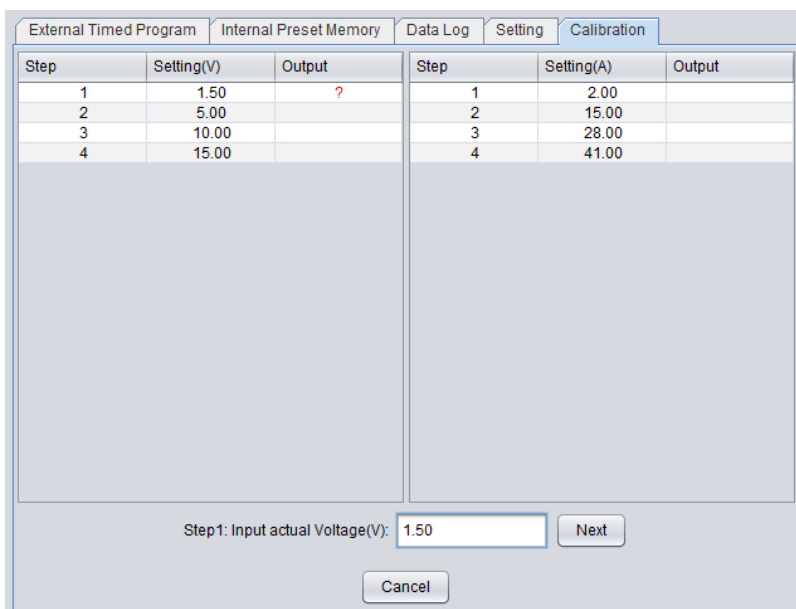 External Timed Program Internal Preset Memory Data Log Setting Calibration
Step Setting(V) Output Step Setting(A) Output
1 1.50 ? 1 2.00
2 5.00 2 15.00
3 10.00 3 28.00
4 15.00 4 41.00
Step1: Input actual Voltage(V): 1.50 Next
Cancel